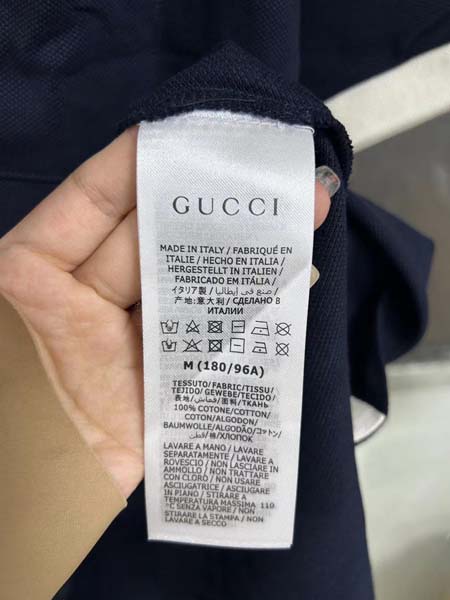 GUCCI
MADE IN ITALY / FABRIQUÉ EN
ITALIE / HECHO EN ITALIA /
HERGESTELLT IN ITALIEN /
FABRICADO EM ITÁLIA /
イタリア製 / صنع في إيطاليا /
产地:意大利 / СДЕЛАНО В
ИТАЛИИ
M (180/96A)
TESSUTO/FABRIC/TISSU/
TEJIDO/GEWEBE/TECIDO/
表地/قماش/面料/ТКАНЬ
100% COTONE/COTTON/
COTON/ALGODON/
BAUMWOLLE/ALGODÃO/コットン/
قطن/棉/ХЛОПОК
LAVARE A MANO/LAVARE A
ROVESCIO / NON LASCIARE IN
AMMOLLO / NON TRATTARE
CON CLORO / NON USARE
ASCIUGATRICE / ASCIUGARE
IN PIANO / STIRARE A
TEMPERATURA MASSIMA 110
°C SENZA VAPORE / NON
STIRARE LA STAMPA / NON
LAVARE A SECCO